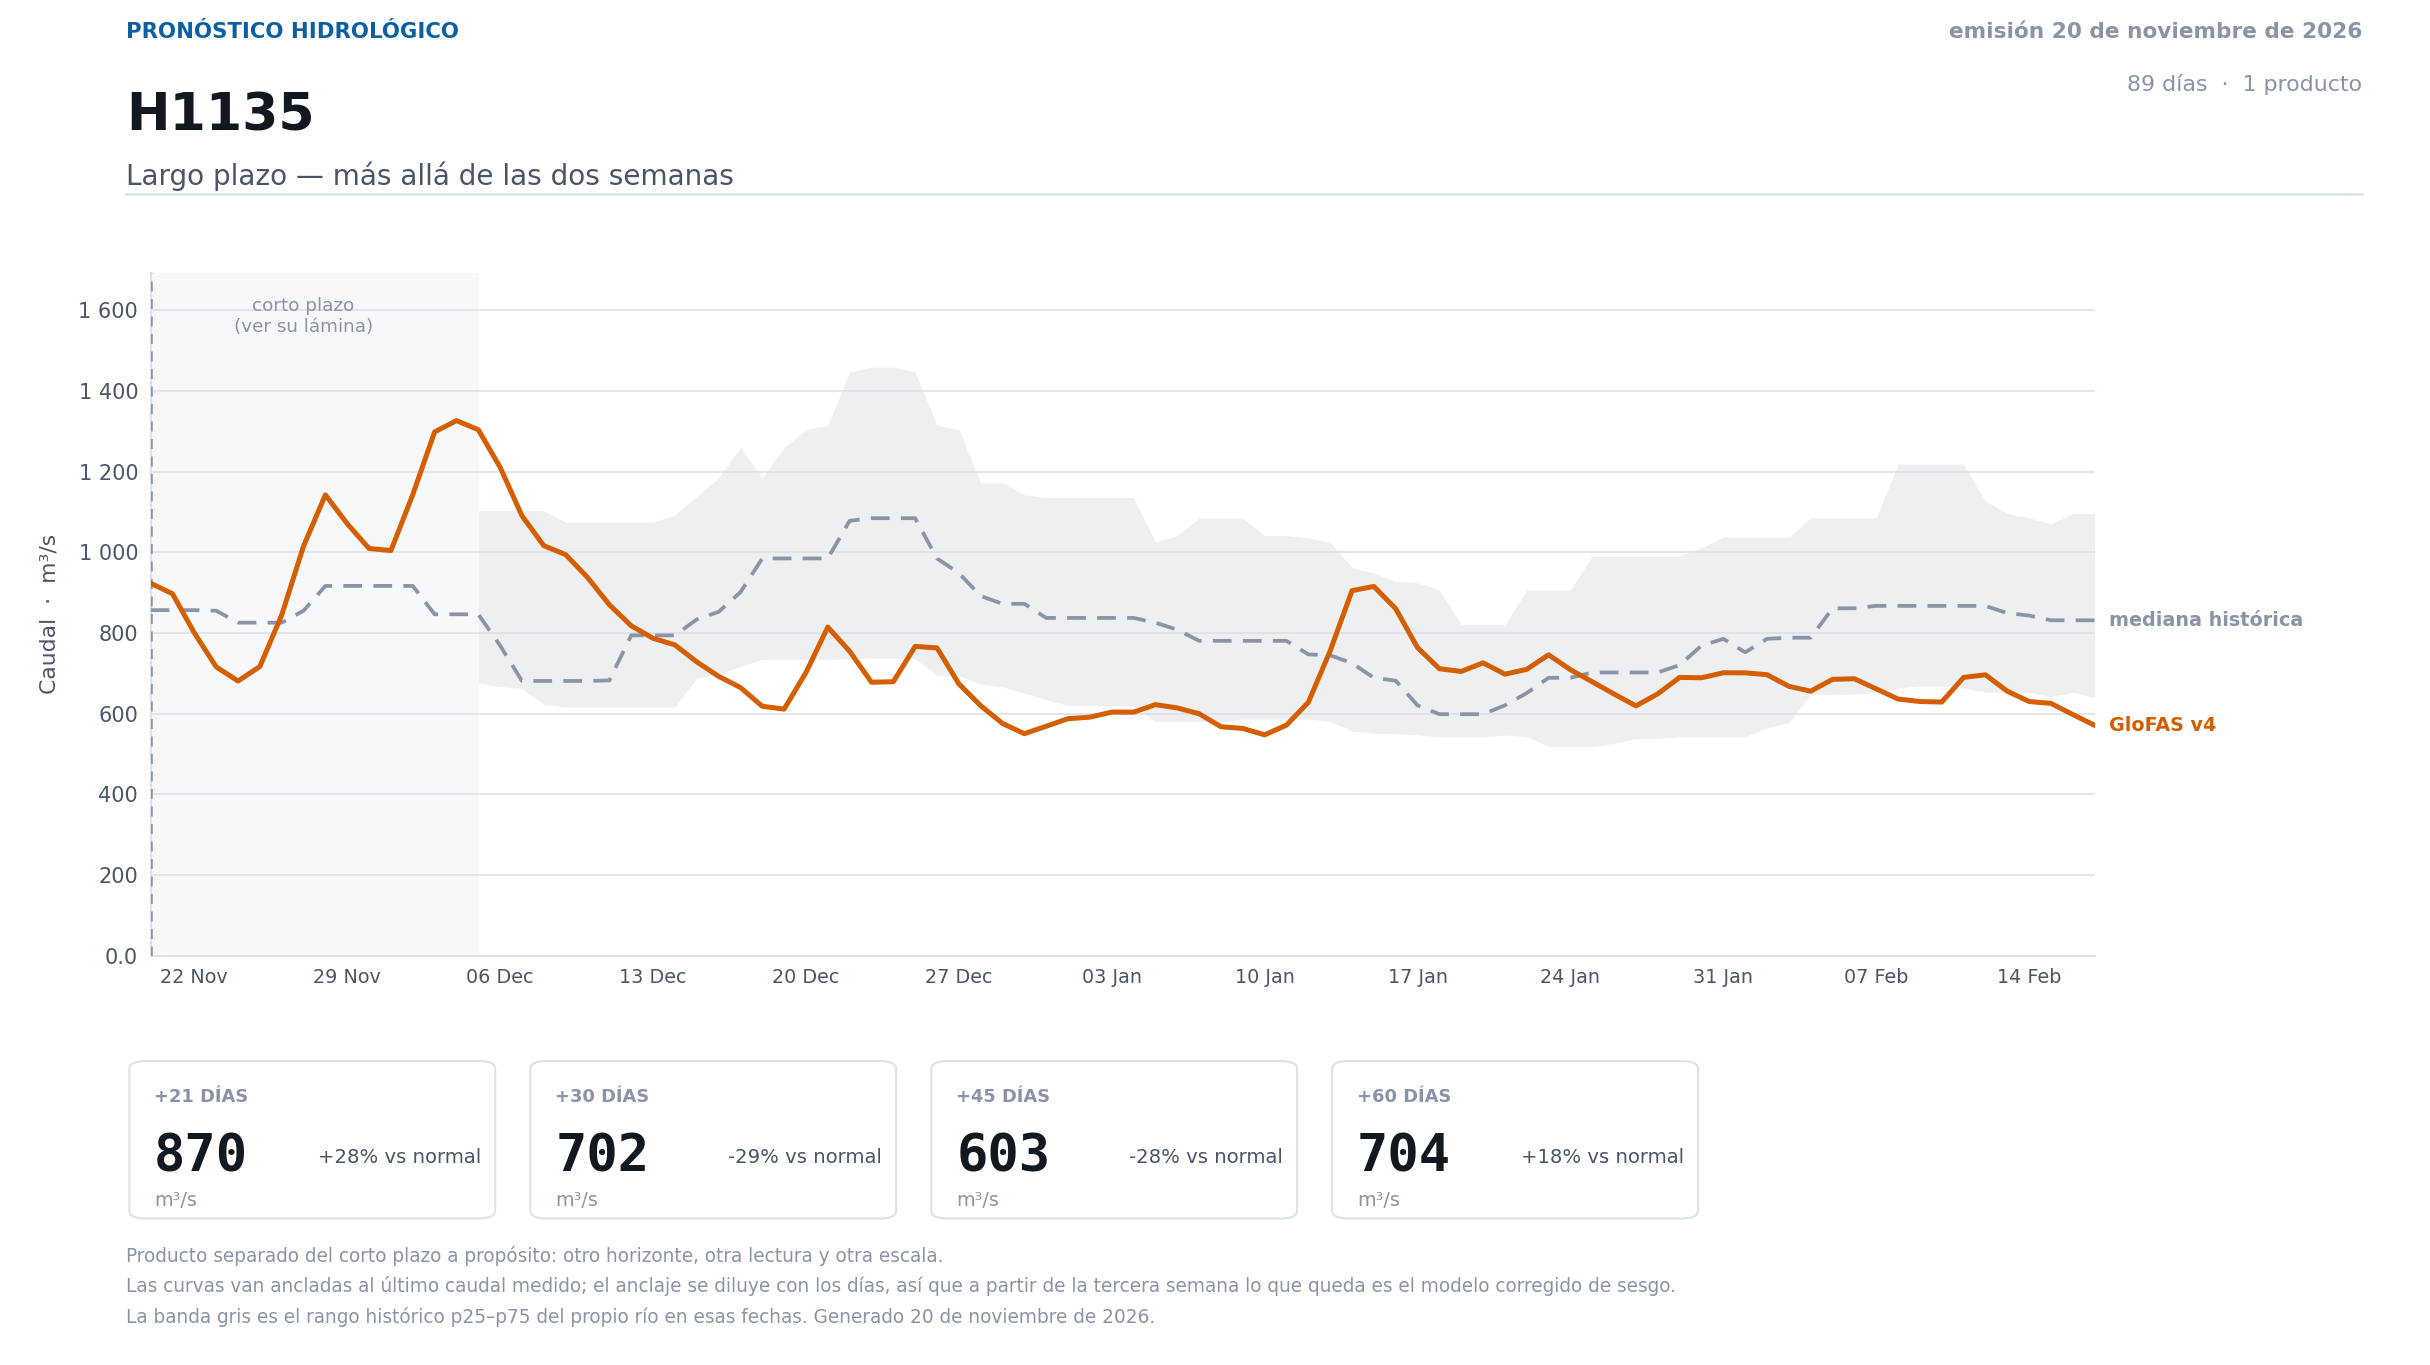 PRONÓSTICO HIDROLÓGICO
emisión 20 de noviembre de 2026
89 días · 1 producto
H1135
Largo plazo — más allá de las dos semanas
corto plazo
(ver su lámina)
Caudal · m³/s
1 600
1 400
1 200
1 000
800
600
400
200
0.0
mediana histórica
GloFAS v4
22 Nov 29 Nov 06 Dec 13 Dec 20 Dec 27 Dec 03 Jan 10 Jan 17 Jan 24 Jan 31 Jan 07 Feb 14 Feb
+21 DÍAS
870 +28% vs normal
m³/s
+30 DÍAS
702 -29% vs normal
m³/s
+45 DÍAS
603 -28% vs normal
m³/s
+60 DÍAS
704 +18% vs normal
m³/s
Producto separado del corto plazo a propósito: otro horizonte, otra lectura y otra escala.
Las curvas van ancladas al último caudal medido; el anclaje se diluye con los días, así que a partir de la tercera semana lo que queda es el modelo corregido de sesgo.
La banda gris es el rango histórico p25–p75 del propio río en esas fechas. Generado 20 de noviembre de 2026.